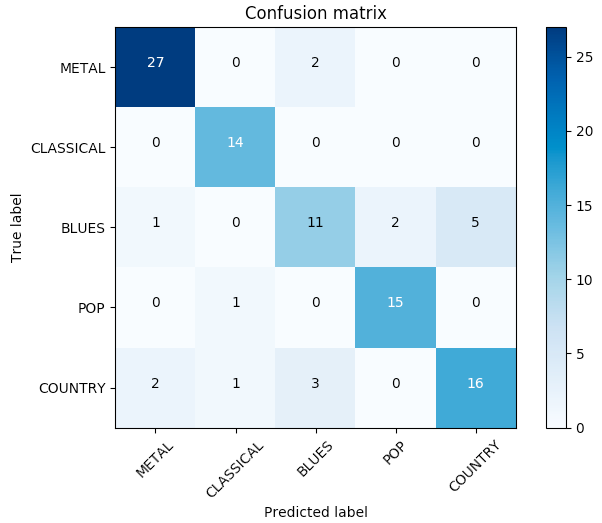 Confusion matrix
METAL 27 0 2 0 0
CLASSICAL 0 14 0 0 0
BLUES 1 0 11 2 5
POP 0 1 0 15 0
COUNTRY 2 1 3 0 16
METAL CLASSICAL BLUES POP COUNTRY
True label
Predicted label
25
20
15
10
5
0